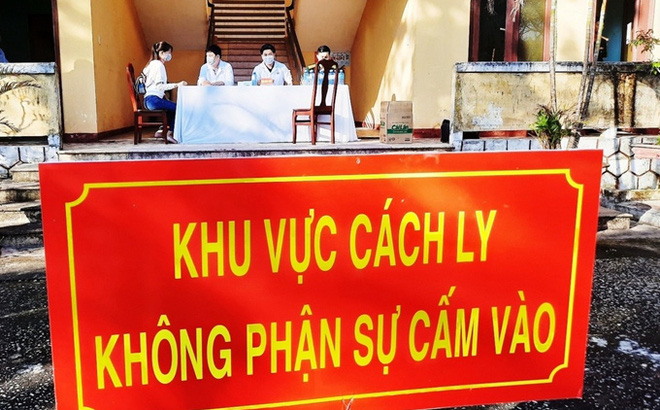 KHU VỰC CÁCH LY
KHÔNG PHẬN SỰ CẤM VÀO